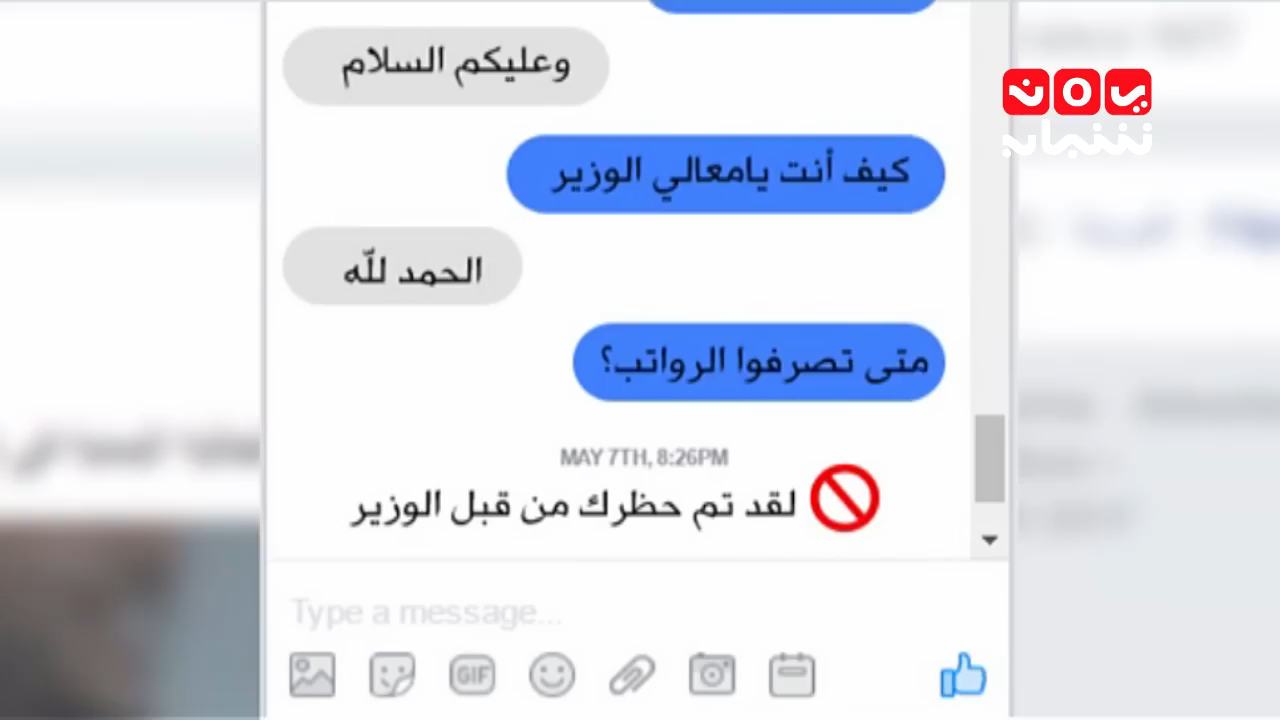 وعليكم السلام
يمن
شباب
كيف أنت يامعالي الوزير
الحمد لله
متى تصرفوا الرواتب؟
MAY 7TH, 8:26PM
لقد تم حظرك من قبل الوزير
Type a message...
GIF